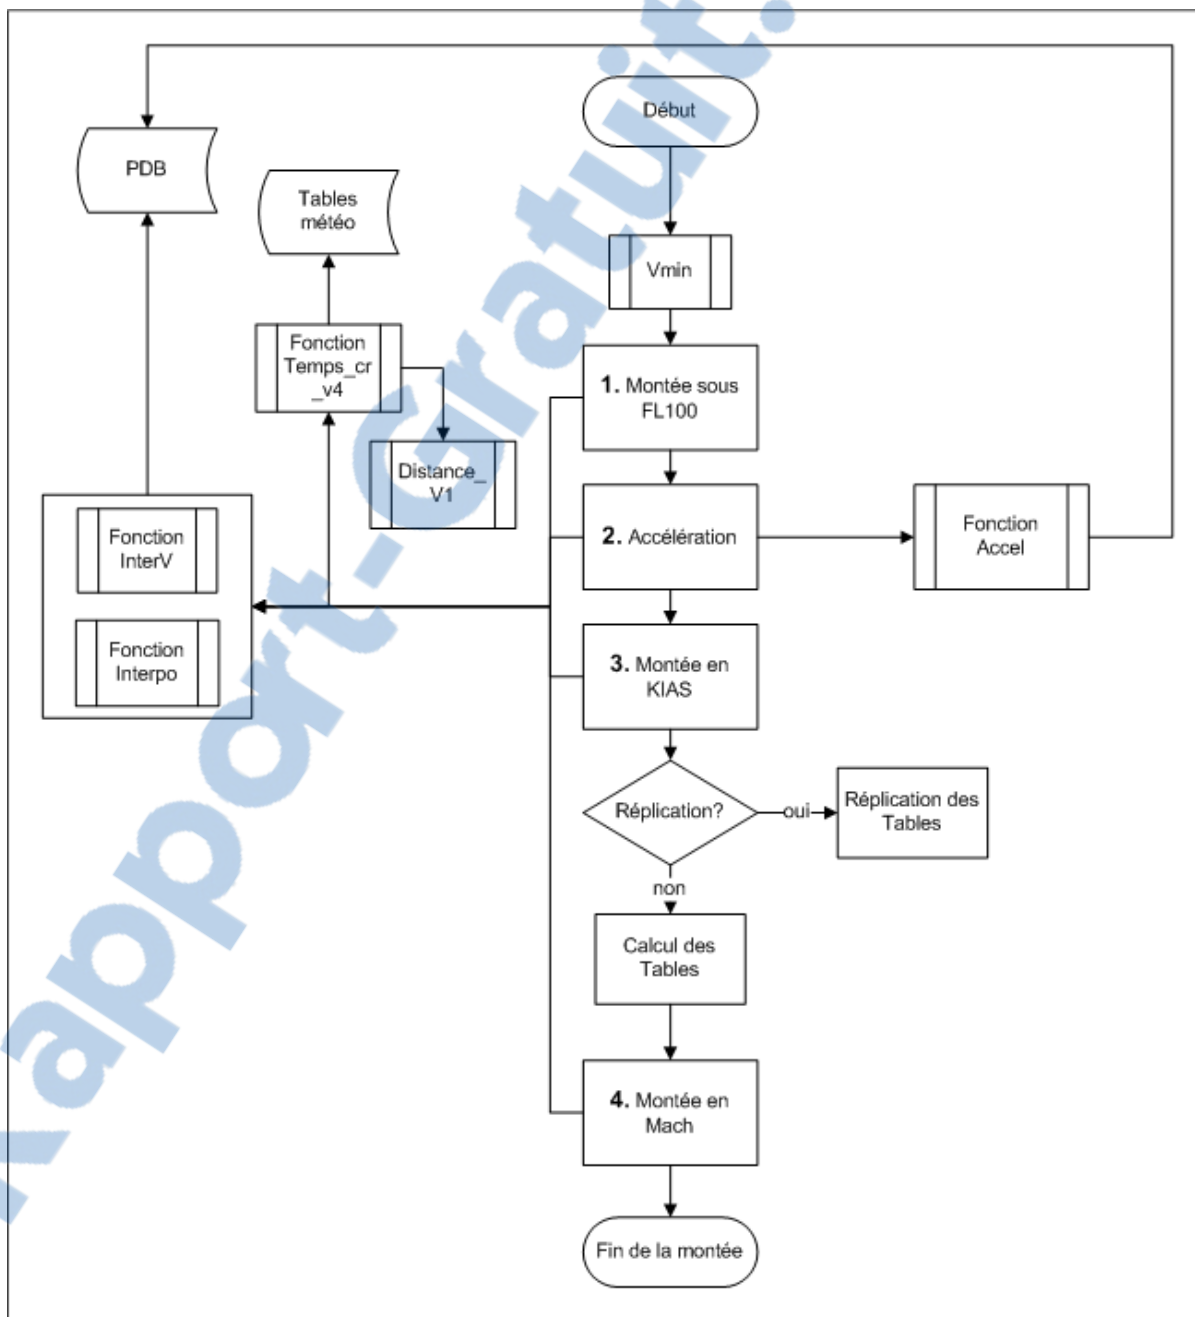 Début
PDB
Tables
météo
Vmin
Fonction
Temps_cr
_v4
1. Montée sous
FL100
Distance_
V1
2. Accélération
Fonction
Accel
Fonction
InterV
Fonction
Interpo
3. Montée en
KIAS
Réplication?
oui
Réplication des
Tables
non
Calcul des
Tables
4. Montée en
Mach
Fin de la montée
Rapport-Gratuit.